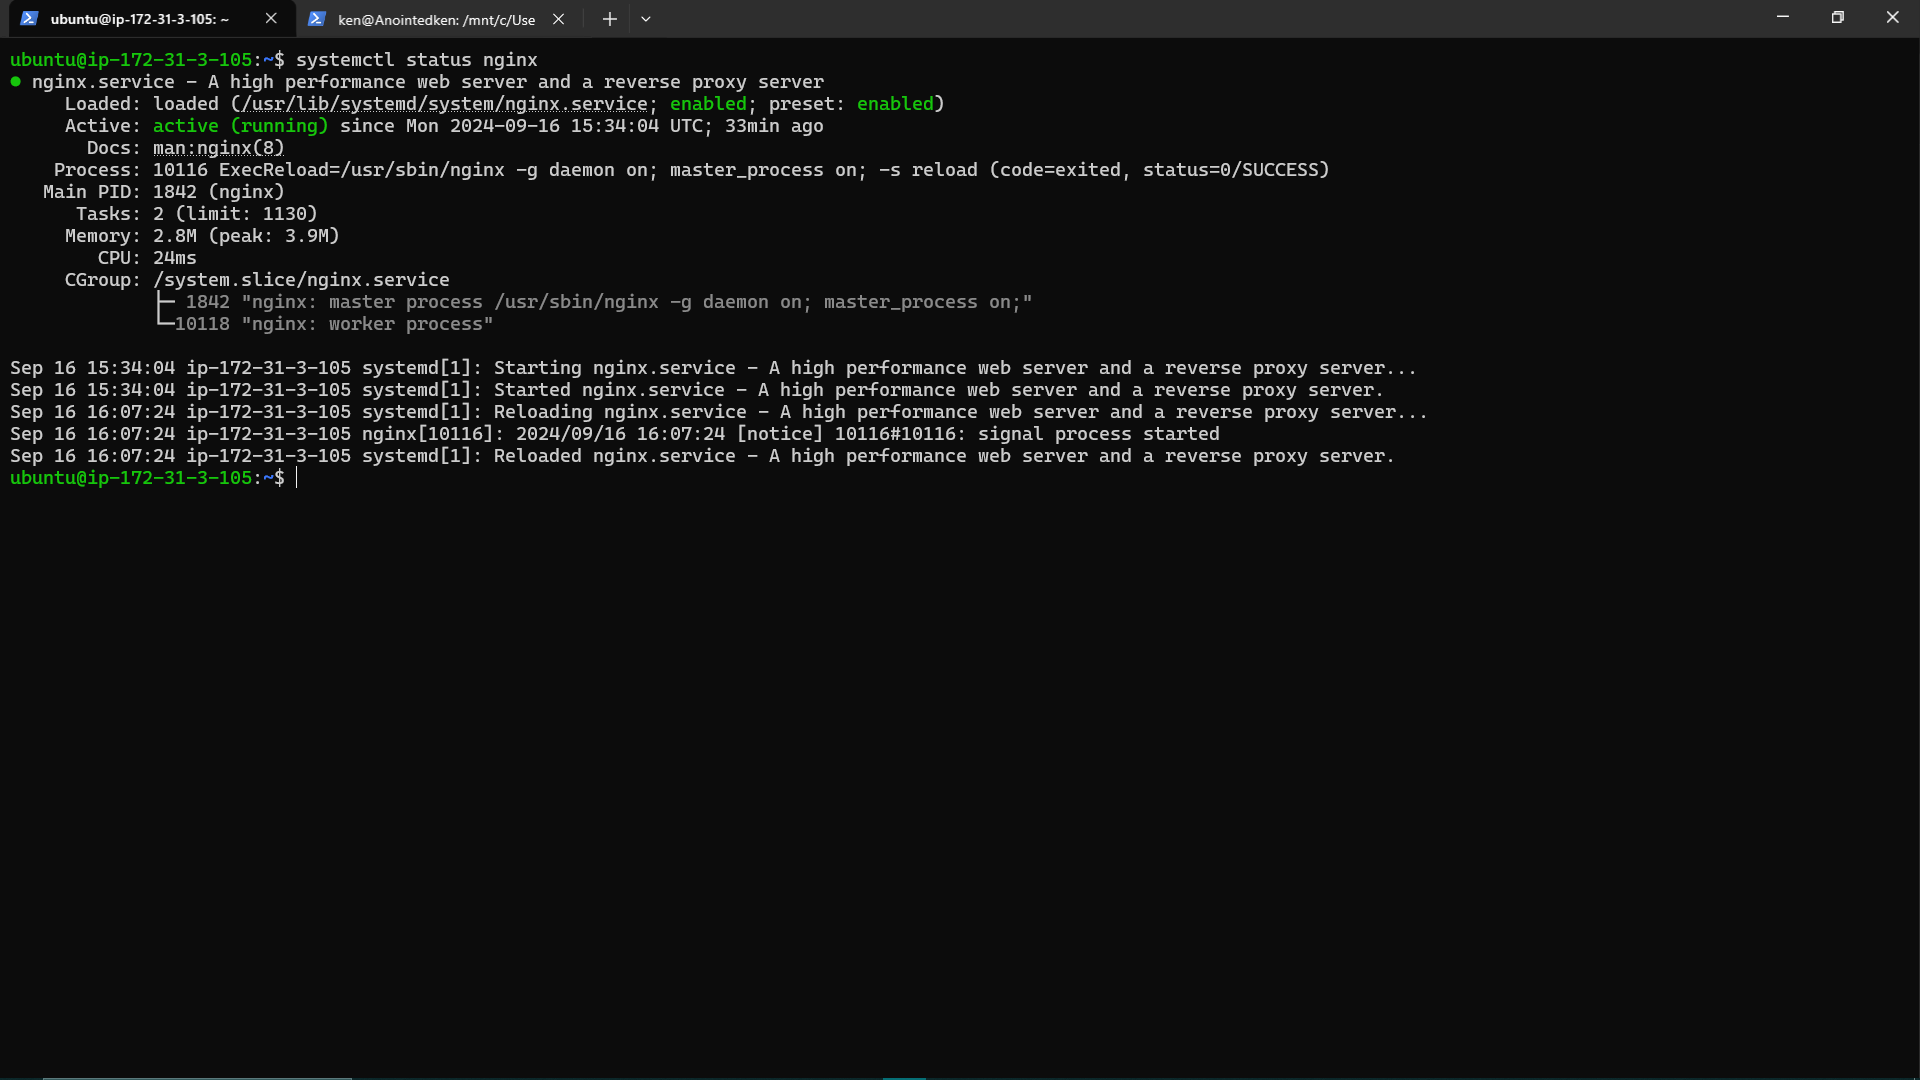 ubuntu@ip-172-31-3-105: ~
ken@Anointedken: /mnt/c/Use
ubuntu@ip-172-31-3-105:~$ systemctl status nginx
● nginx.service - A high performance web server and a reverse proxy server
     Loaded: loaded (/usr/lib/systemd/system/nginx.service; enabled; preset: enabled)
     Active: active (running) since Mon 2024-09-16 15:34:04 UTC; 33min ago
       Docs: man:nginx(8)
    Process: 10116 ExecReload=/usr/sbin/nginx -g daemon on; master_process on; -s reload (code=exited, status=0/SUCCESS)
   Main PID: 1842 (nginx)
      Tasks: 2 (limit: 1130)
     Memory: 2.8M (peak: 3.9M)
        CPU: 24ms
     CGroup: /system.slice/nginx.service
             ├─ 1842 "nginx: master process /usr/sbin/nginx -g daemon on; master_process on;"
             └─10118 "nginx: worker process"
Sep 16 15:34:04 ip-172-31-3-105 systemd[1]: Starting nginx.service - A high performance web server and a reverse proxy server...
Sep 16 15:34:04 ip-172-31-3-105 systemd[1]: Started nginx.service - A high performance web server and a reverse proxy server.
Sep 16 16:07:24 ip-172-31-3-105 systemd[1]: Reloading nginx.service - A high performance web server and a reverse proxy server...
Sep 16 16:07:24 ip-172-31-3-105 nginx[10116]: 2024/09/16 16:07:24 [notice] 10116#10116: signal process started
Sep 16 16:07:24 ip-172-31-3-105 systemd[1]: Reloaded nginx.service - A high performance web server and a reverse proxy server.
ubuntu@ip-172-31-3-105:~$